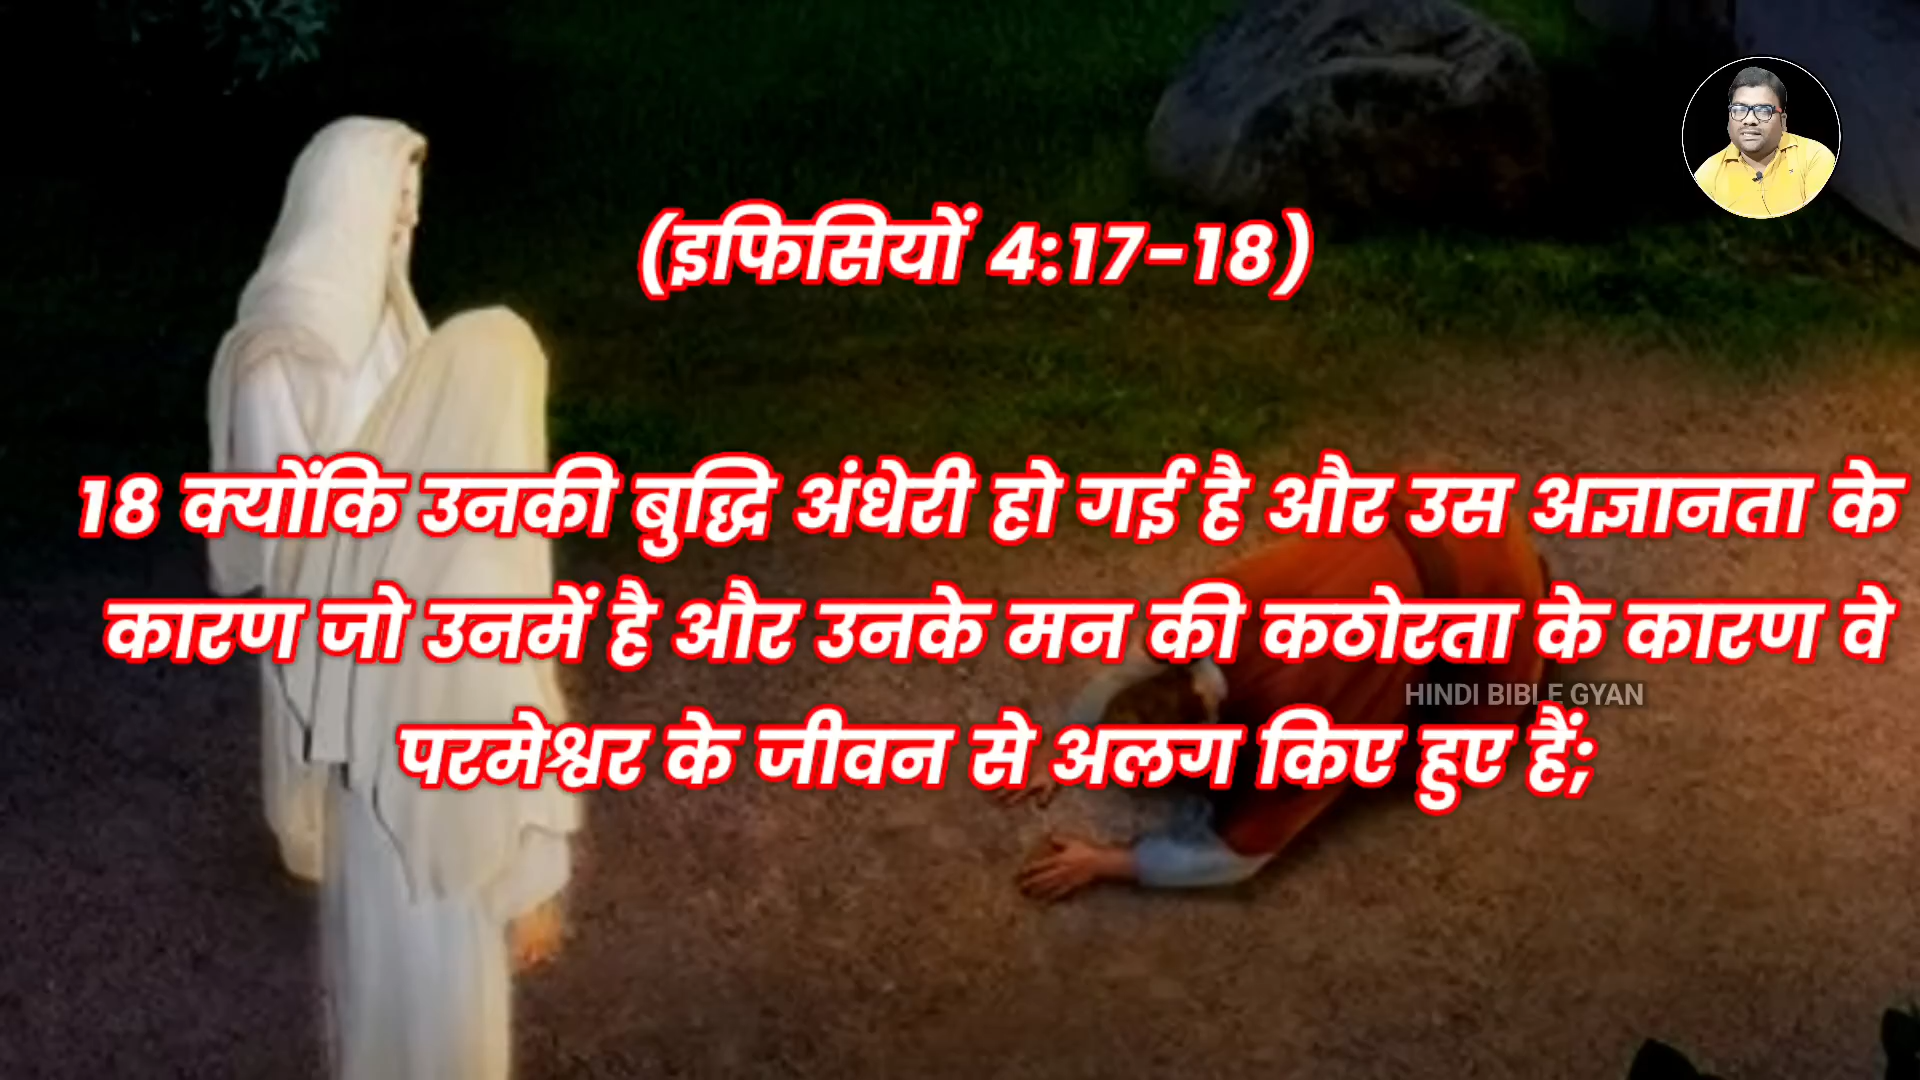 (इफिसियों 4:17-18)
18 क्योंकि उनकी बुद्धि अंधेरी हो गई है और उस अज्ञानता के
कारण जो उनमें है और उनके मन की कठोरता के कारण वे
HINDI BIBLE GYAN
परमेश्वर के जीवन से अलग किए हुए हैं;